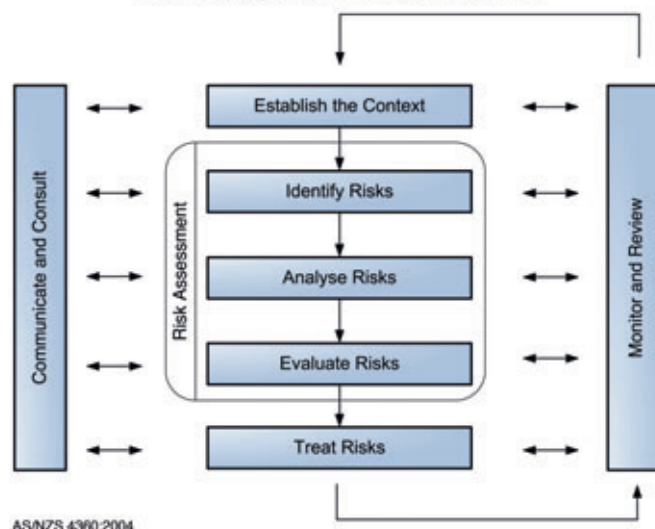 Establish the Context
Communicate and Consult
Risk Assessment
Identify Risks
Analyse Risks
Evaluate Risks
Monitor and Review
Treat Risks
AS/NZS 4360:2004